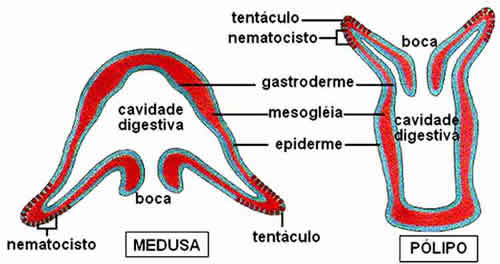 tentáculo
nematocisto
boca
gastroderme
cavidade
digestiva
mesogléia
cavidade
digestiva
epiderme
boca
nematocisto
MEDUSA
tentáculo
PÓLIPO